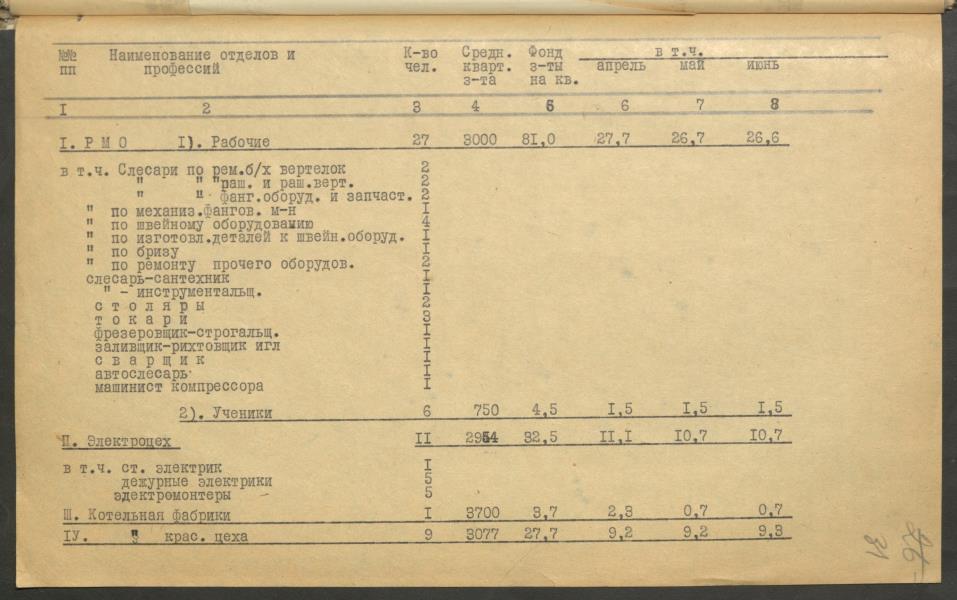 №№ Наименование отделов и К-во Средн. Фонд в т.ч.
пп профессий чел. кварт. з-ты апрель май июнь
з-та на кв.
I 2 3 4 5 6 7 8
I. Р М О I). Рабочие 27 3000 81,0 27,7 26,7 26,6
в т.ч. Слесари по рем.б/х вертелок 2
" " "раш. и раш.верт. 2
" " фанг.оборуд. и запчаст. 2
" по механиз.фангов. м-н I
" по швейному оборудованию 4
" по изготовл.деталей к швейн.оборуд. I
" по бризу I
" по ремонту прочего оборудов. 2
слесарь-сантехник I
" - инструментальщ. I
с т о л я р ы 2
т о к а р и 3
фрезеровщик-строгальщ. I
заливщик-рихтовщик игл I
с в а р щ и к I
автослесарь I
машинист компрессора I
2). Ученики 6 750 4,5 I,5 I,5 I,5
П. Электроцех II 2954 32,5 II,I 10,7 10,7
в т.ч. ст. электрик I
дежурные электрики 5
электромонтеры 5
Ш. Котельная фабрики I 3700 3,7 2,3 0,7 0,7
IУ. " крас. цеха 9 3077 27,7 9,2 9,2 9,3
31